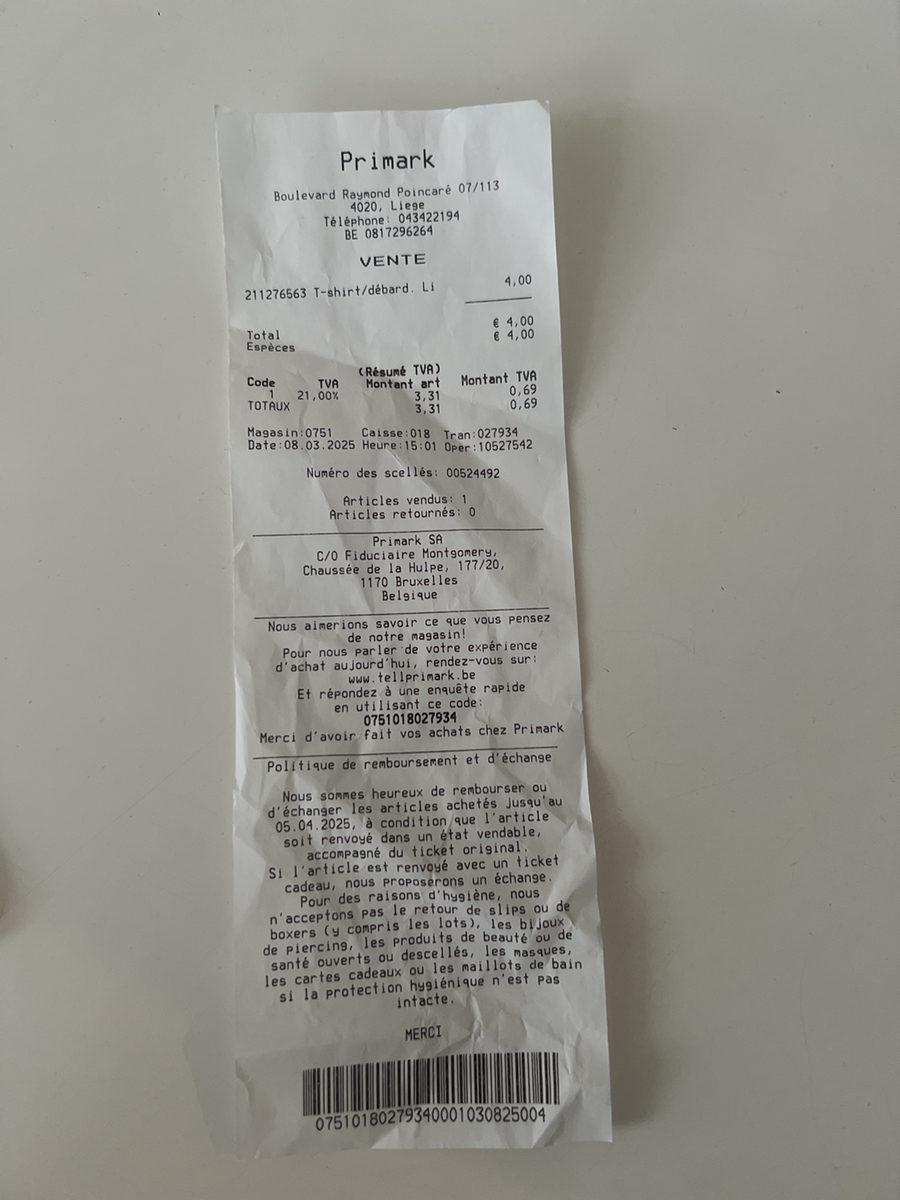 Primark
Boulevard Raymond Poincaré 07/113
4020, Liege
Téléphone: 043422194
BE 0817296264
VENTE
211276563 T-shirt/débard. Li 4,00
Total € 4,00
Espèces € 4,00
(Résumé TVA)
Code TVA Montant art Montant TVA
1 21,00% 3,31 0,69
TOTAUX 3,31 0,69
Magasin:0751 Caisse:018 Tran:027934
Date:08.03.2025 Heure:15:01 Oper:10527542
Numéro des scellés: 00524492
Articles vendus: 1
Articles retournés: 0
Primark SA
C/O Fiduciaire Montgomery,
Chaussée de la Hulpe, 177/20,
1170 Bruxelles
Belgique
Nous aimerions savoir ce que vous pensez
de notre magasin!
Pour nous parler de votre expérience
d'achat aujourd'hui, rendez-vous sur:
www.tellprimark.be
Et répondez à une enquête rapide
en utilisant ce code:
0751018027934
Merci d'avoir fait vos achats chez Primark
Politique de remboursement et d'échange
Nous sommes heureux de rembourser ou
d'échanger les articles achetés jusqu'au
05.04.2025, à condition que l'article
soit renvoyé dans un état vendable,
accompagné du ticket original.
Si l'article est renvoyé avec un ticket
cadeau, nous proposerons un échange.
Pour des raisons d'hygiène, nous
n'acceptons pas le retour de slips ou de
boxers (y compris les lots), les bijoux
de piercing, les produits de beauté ou de
santé ouverts ou descellés, les masques,
les cartes cadeaux ou les maillots de bain
si la protection hygiénique n'est pas
intacte.
MERCI
07510180279340001030825004